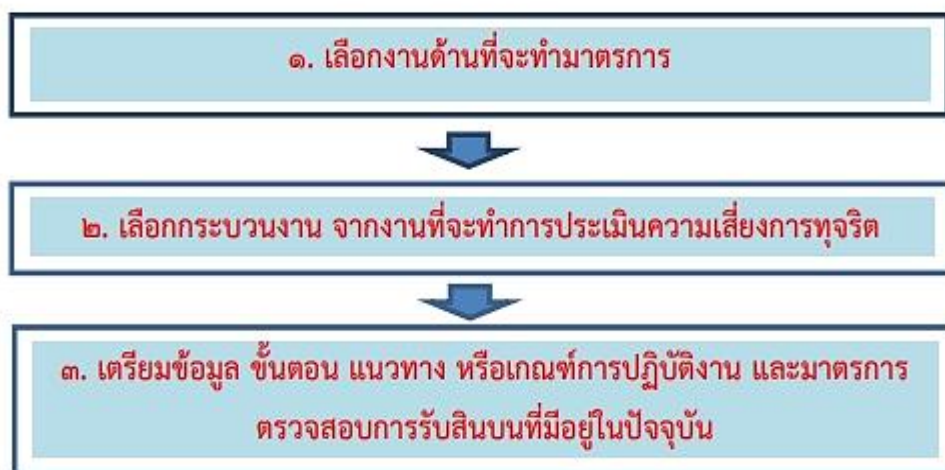 ๑. เลือกงานด้านที่จะทำมาตรการ
๒. เลือกกระบวนงาน จากงานที่จะทำการประเมินความเสี่ยงการทุจริต
๓. เตรียมข้อมูล ขั้นตอน แนวทาง หรือเกณฑ์การปฏิบัติงาน และมาตรการ
ตรวจสอบการรับสินบนที่มีอยู่ในปัจจุบัน